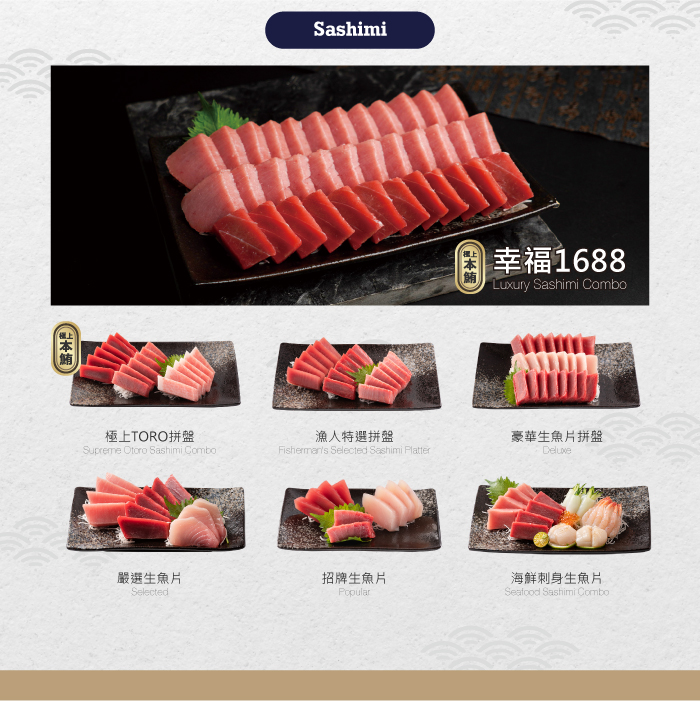 Sashimi
極上
本鮪
幸福1688
Luxury Sashimi Combo
極上
本鮪
極上TORO拼盤
Supreme Otoro Sashimi Combo
漁人特選拼盤
Fisherman's Selected Sashimi Platter
豪華生魚片拼盤
Deluxe
嚴選生魚片
Selected
招牌生魚片
Popular
海鮮刺身生魚片
Seafood Sashimi Combo